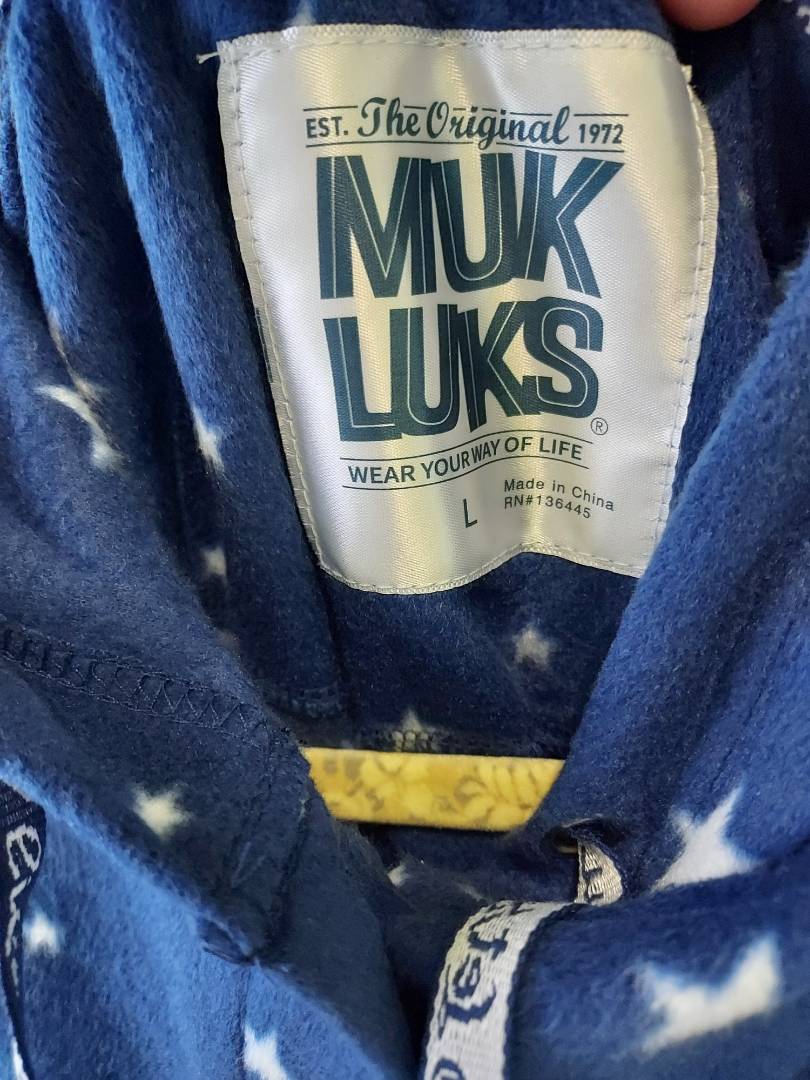 EST. The Original 1972
MUK
LUKS®
WEAR YOUR WAY OF LIFE
L
Made in China
RN#136445